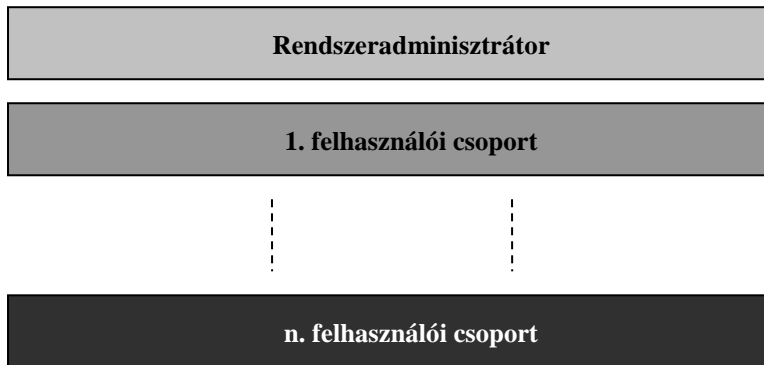 Rendszeradminisztrátor
1. felhasználói csoport
n. felhasználói csoport